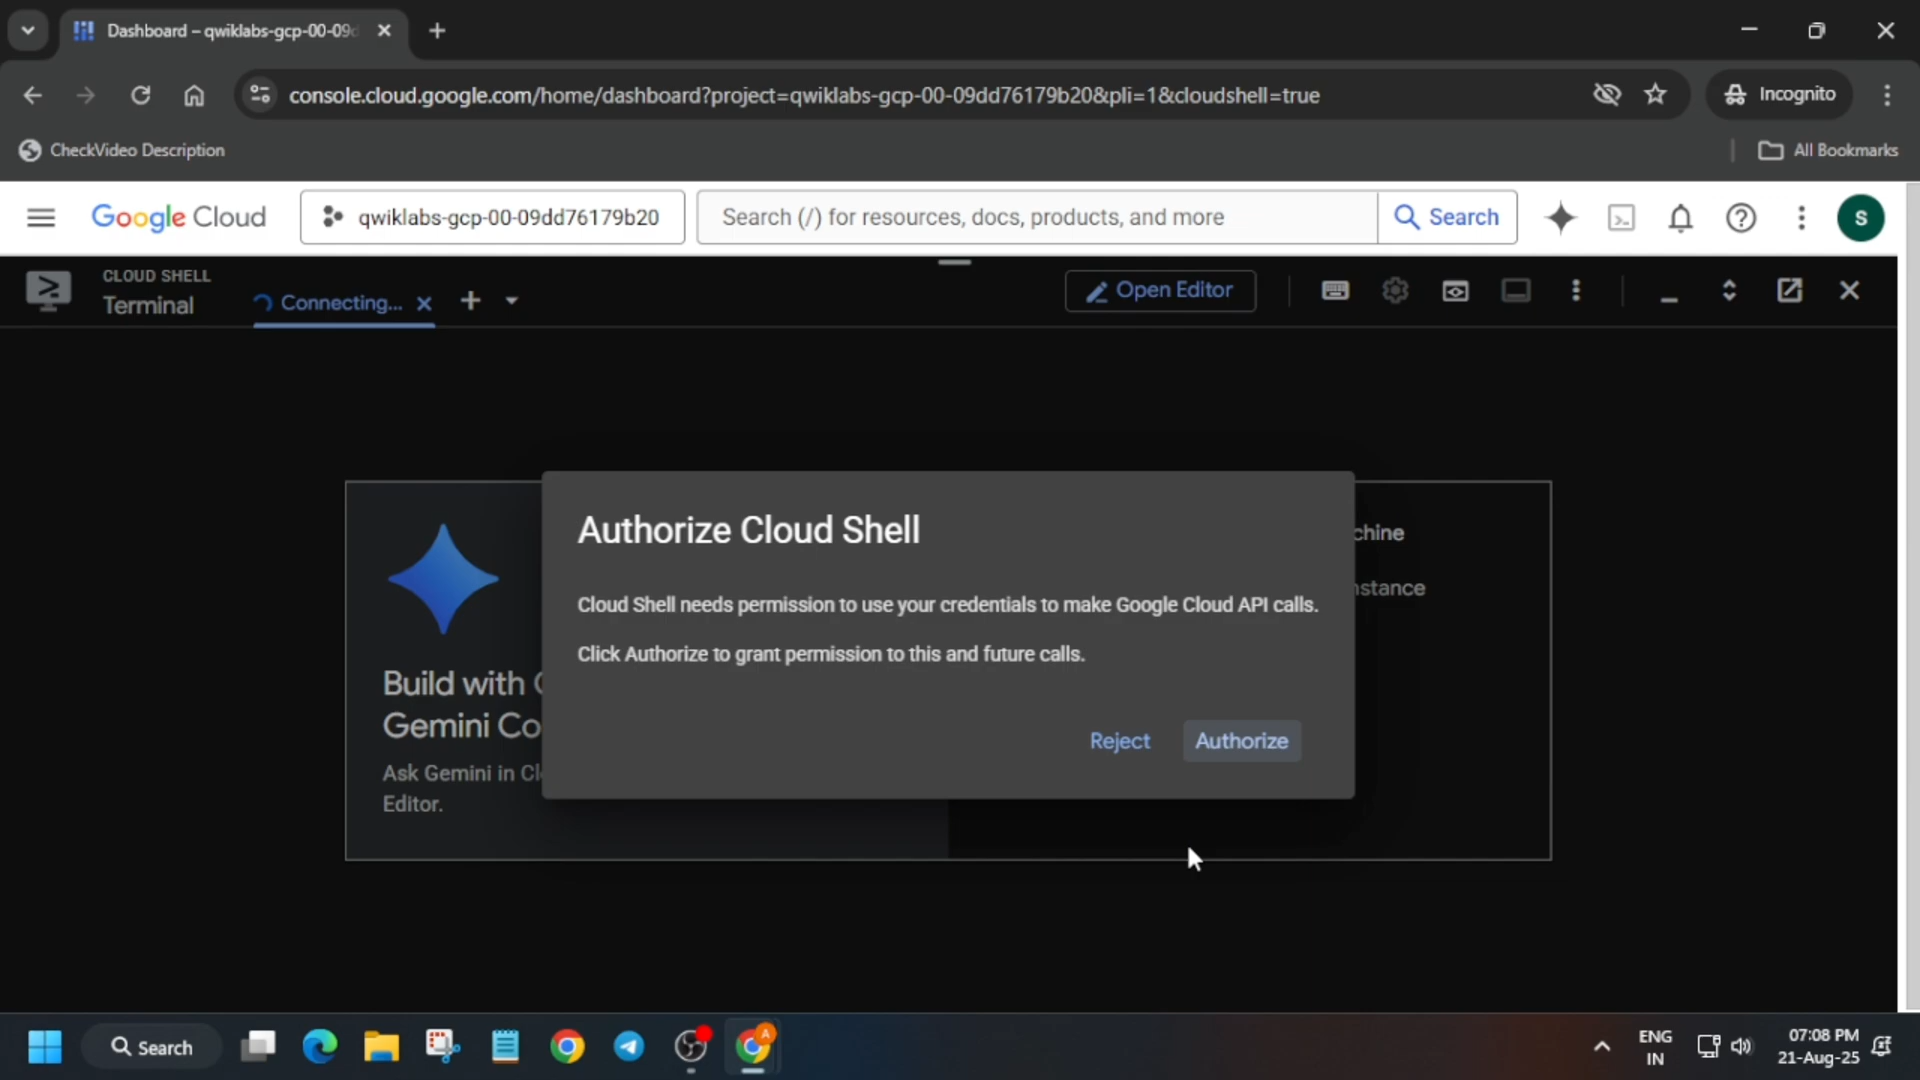 Dashboard – qwiklabs-gcp-00-09d
console.cloud.google.com/home/dashboard?project=qwiklabs-gcp-00-09dd76179b20&pli=1&cloudshell=true
Incognito
CheckVideo Description
All Bookmarks
Google Cloud
qwiklabs-gcp-00-09dd76179b20
Search (/) for resources, docs, products, and more
Search
S
CLOUD SHELL
Terminal
Connecting...
Open Editor
Authorize Cloud Shell
Cloud Shell needs permission to use your credentials to make Google Cloud API calls.
Click Authorize to grant permission to this and future calls.
Reject
Authorize
chine
nstance
Build with
Gemini Co
Ask Gemini in Cl
Editor.
Search
A
ENG
IN
07:08 PM
21-Aug-25